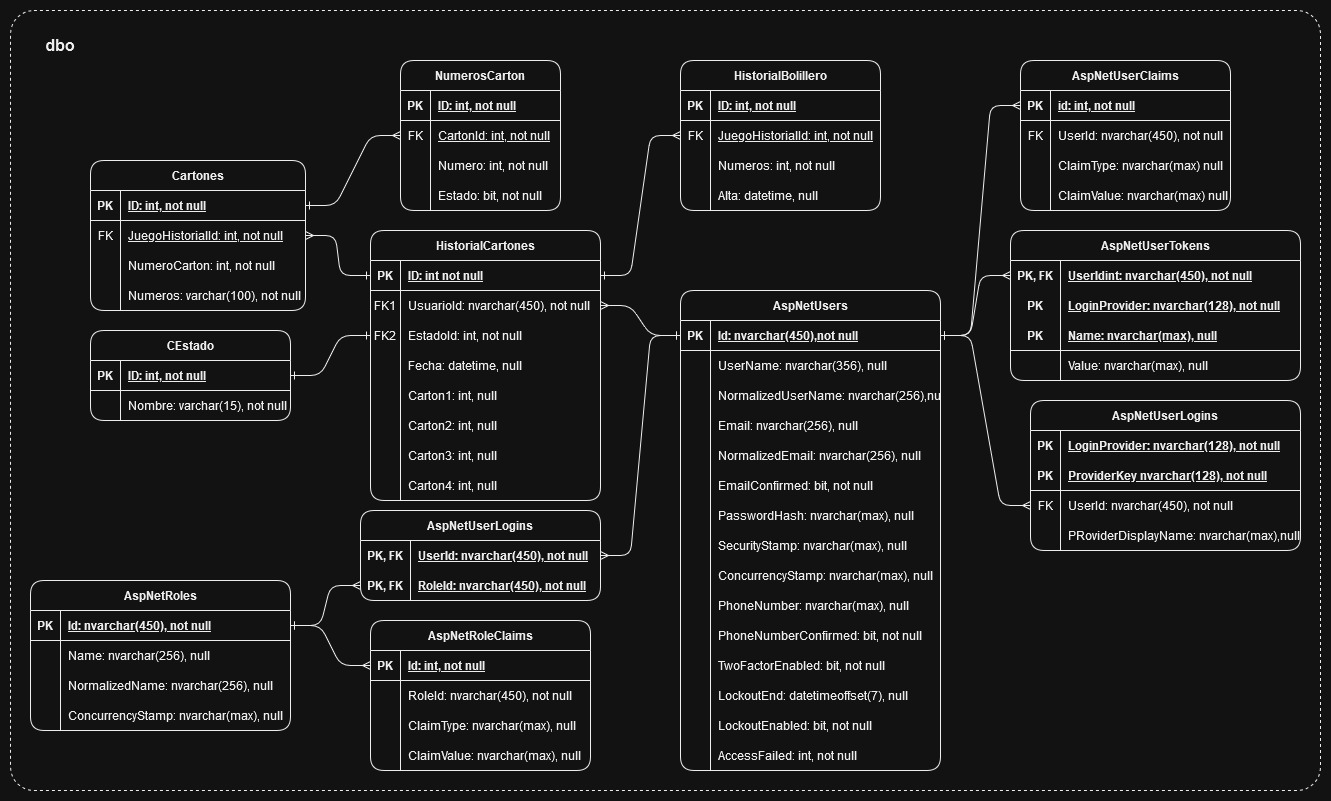 dbo
NumerosCarton
PK ID: int, not null
FK CartonId: int, not null
Numero: int, not null
Estado: bit, not null
HistorialBolillero
PK ID: int, not null
FK JuegoHistorialId: int, not null
Numeros: int, not null
Alta: datetime, null
AspNetUserClaims
PK id: int, not null
FK UserId: nvarchar(450), not null
ClaimType: nvarchar(max) null
ClaimValue: nvarchar(max) null
Cartones
PK ID: int, not null
FK JuegoHistorialId: int, not null
NumeroCarton: int, not null
Numeros: varchar(100), not null
HistorialCartones
PK ID: int not null
FK1 UsuarioId: nvarchar(450), not null
FK2 EstadoId: int, not null
Fecha: datetime, null
Carton1: int, null
Carton2: int, null
Carton3: int, null
Carton4: int, null
AspNetUserTokens
PK, FK UserIdint: nvarchar(450), not null
PK LoginProvider: nvarchar(128), not null
PK Name: nvarchar(max), null
Value: nvarchar(max), null
CEstado
PK ID: int, not null
Nombre: varchar(15), not null
AspNetUsers
PK Id: nvarchar(450),not null
UserName: nvarchar(356), null
NormalizedUserName: nvarchar(256),nu
Email: nvarchar(256), null
NormalizedEmail: nvarchar(256), null
EmailConfirmed: bit, not null
PasswordHash: nvarchar(max), null
SecurityStamp: nvarchar(max), null
ConcurrencyStamp: nvarchar(max), null
PhoneNumber: nvarchar(max), null
PhoneNumberConfirmed: bit, not null
TwoFactorEnabled: bit, not null
LockoutEnd: datetimeoffset(7), null
LockoutEnabled: bit, not null
AccessFailed: int, not null
AspNetUserLogins
PK LoginProvider: nvarchar(128), not null
PK ProviderKey nvarchar(128), not null
FK UserId: nvarchar(450), not null
PRoviderDisplayName: nvarchar(max),null
AspNetUserLogins
PK, FK UserId: nvarchar(450), not null
PK, FK RoleId: nvarchar(450), not null
AspNetRoles
PK Id: nvarchar(450), not null
Name: nvarchar(256), null
NormalizedName: nvarchar(256), null
ConcurrencyStamp: nvarchar(max), null
AspNetRoleClaims
PK Id: int, not null
RoleId: nvarchar(450), not null
ClaimType: nvarchar(max), null
ClaimValue: nvarchar(max), null